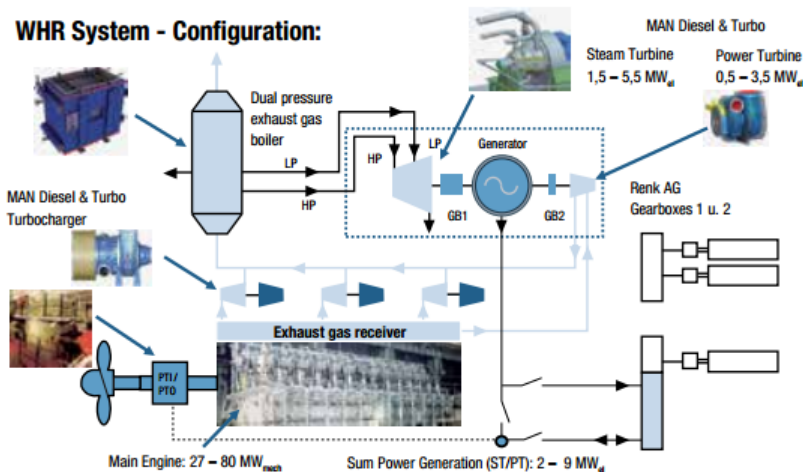 WHR System - Configuration:
MAN Diesel & Turbo
Steam Turbine
1,5 – 5,5 MWel
Power Turbine
0,5 – 3,5 MWel
Dual pressure
exhaust gas
boiler
LP
HP
HP
LP
Generator
GB1
GB2
Renk AG
Gearboxes 1 u. 2
MAN Diesel & Turbo
Turbocharger
Exhaust gas receiver
PTI/
PTO
Main Engine: 27 – 80 MWmech
Sum Power Generation (ST/PT): 2 – 9 MWel